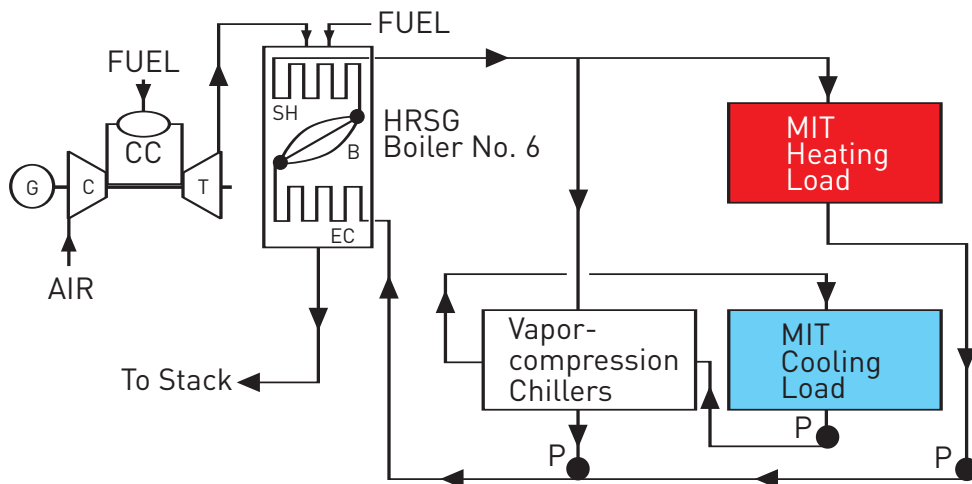 FUEL
FUEL
SH
HRSG
Boiler No. 6
B
CC
G
C
T
EC
AIR
To Stack
MIT
Heating
Load
Vapor-
compression
Chillers
MIT
Cooling
Load
P
P
P